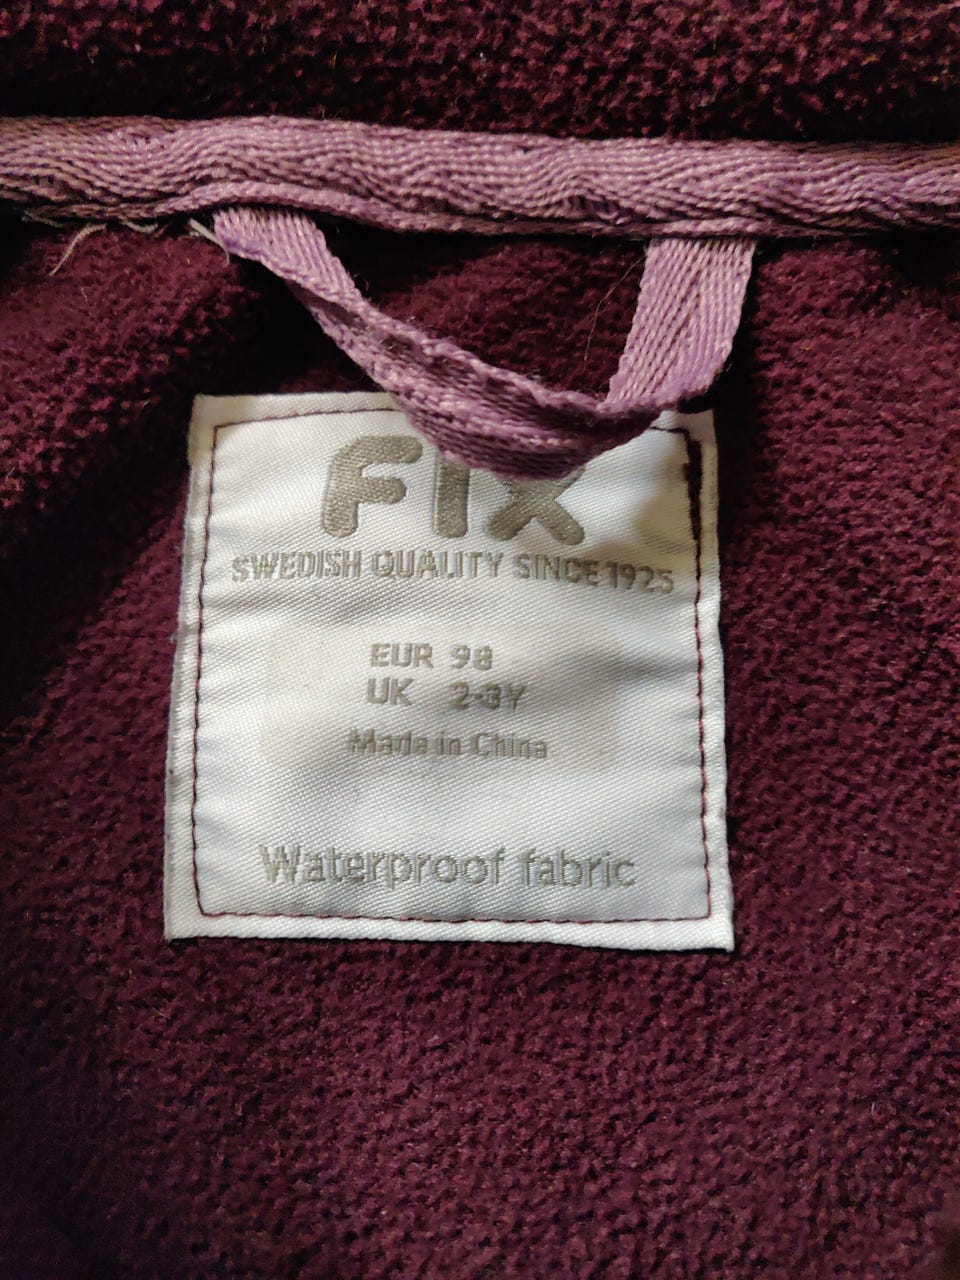 FIX
SWEDISH QUALITY SINCE 1925
EUR 98
UK 2-3Y
Made in China
Waterproof fabric